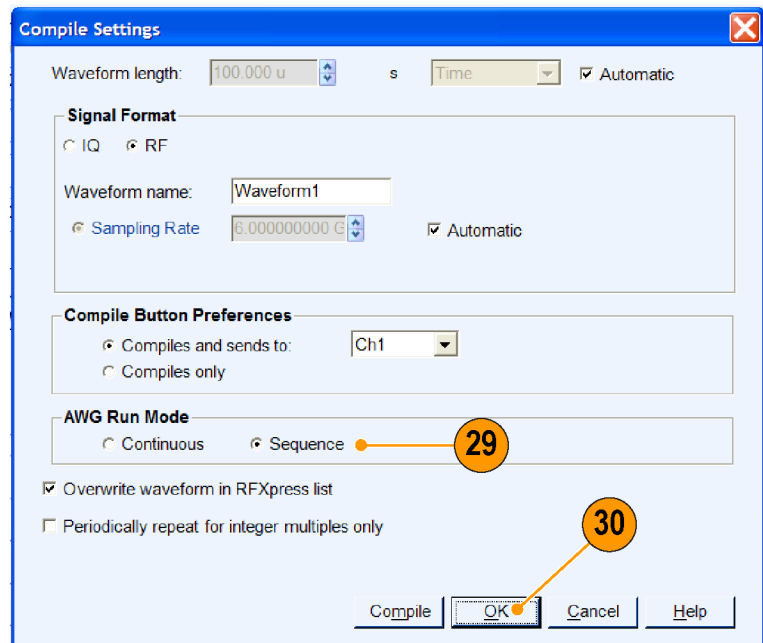 Compile Settings
Waveform length: 100.000 u s Time Automatic
Signal Format
IQ RF
Waveform name: Waveform1
Sampling Rate 6.000000000 G Automatic
Compile Button Preferences
Compiles and sends to: Ch1
Compiles only
AWG Run Mode
Continuous Sequence 29
Overwrite waveform in RFXpress list
Periodically repeat for integer multiples only
30
Compile OK Cancel Help